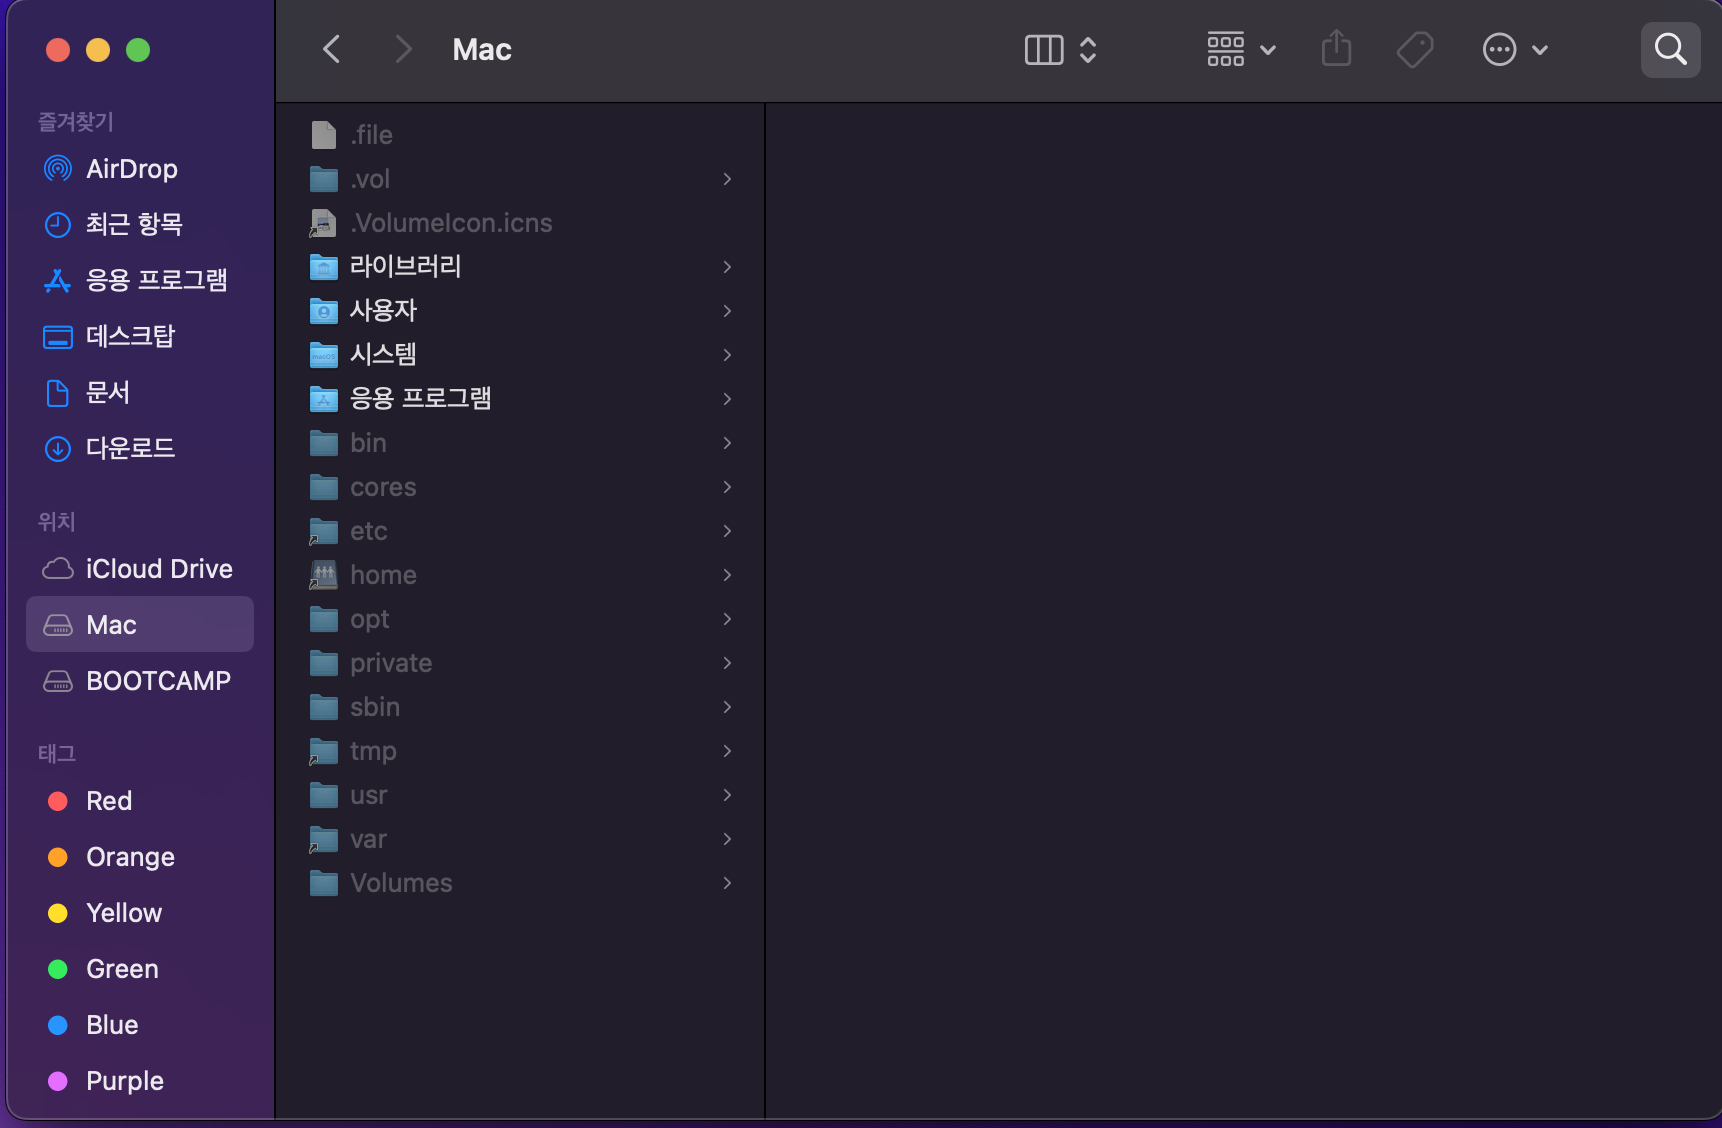 Mac
즐겨찾기
AirDrop
최근 항목
응용 프로그램
데스크탑
문서
다운로드
위치
iCloud Drive
Mac
BOOTCAMP
태그
Red
Orange
Yellow
Green
Blue
Purple
.file
.vol
.VolumeIcon.icns
라이브러리
사용자
시스템
응용 프로그램
bin
cores
etc
home
opt
private
sbin
tmp
usr
var
Volumes